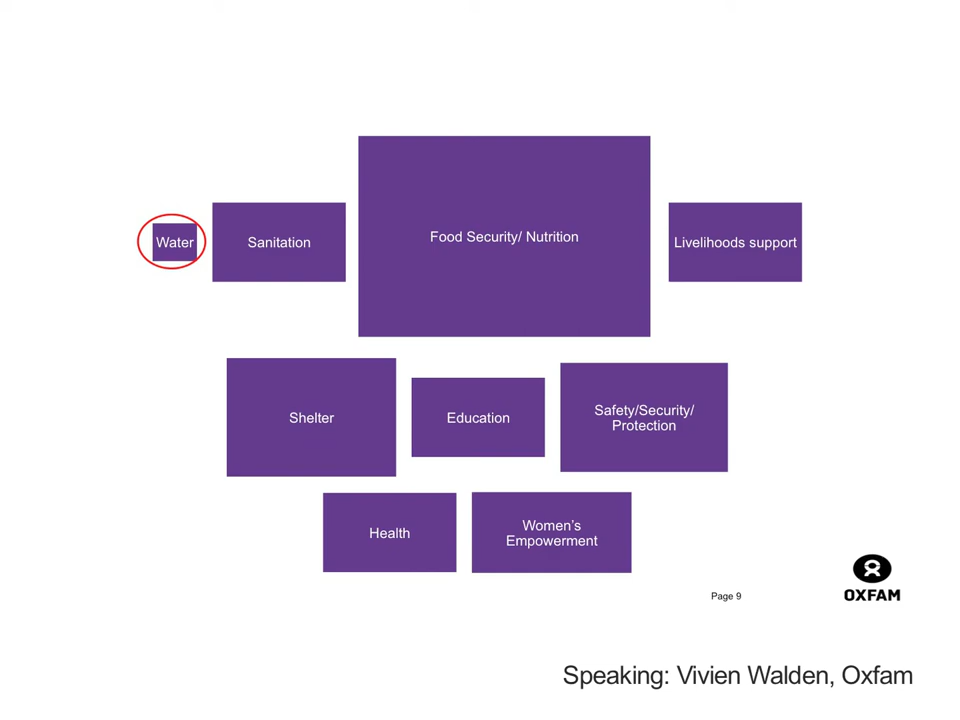 Water
Sanitation
Food Security/ Nutrition
Livelihoods support
Shelter
Education
Safety/Security/
Protection
Health
Women’s
Empowerment
Page 9
OXFAM
Speaking: Vivien Walden, Oxfam